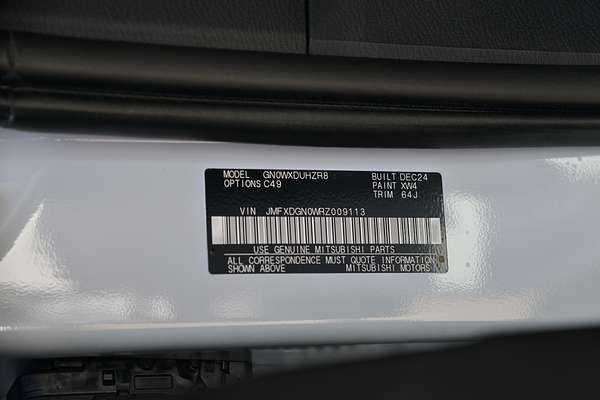 MODEL GN0WXDUHZR8 BUILT DEC24
OPTIONS C49 PAINT XW4
TRIM 64J
VIN JMFXDGN0WRZ009113
USE GENUINE MITSUBISHI PARTS
ALL CORRESPONDENCE MUST QUOTE INFORMATION
SHOWN ABOVE MITSUBISHI MOTORS